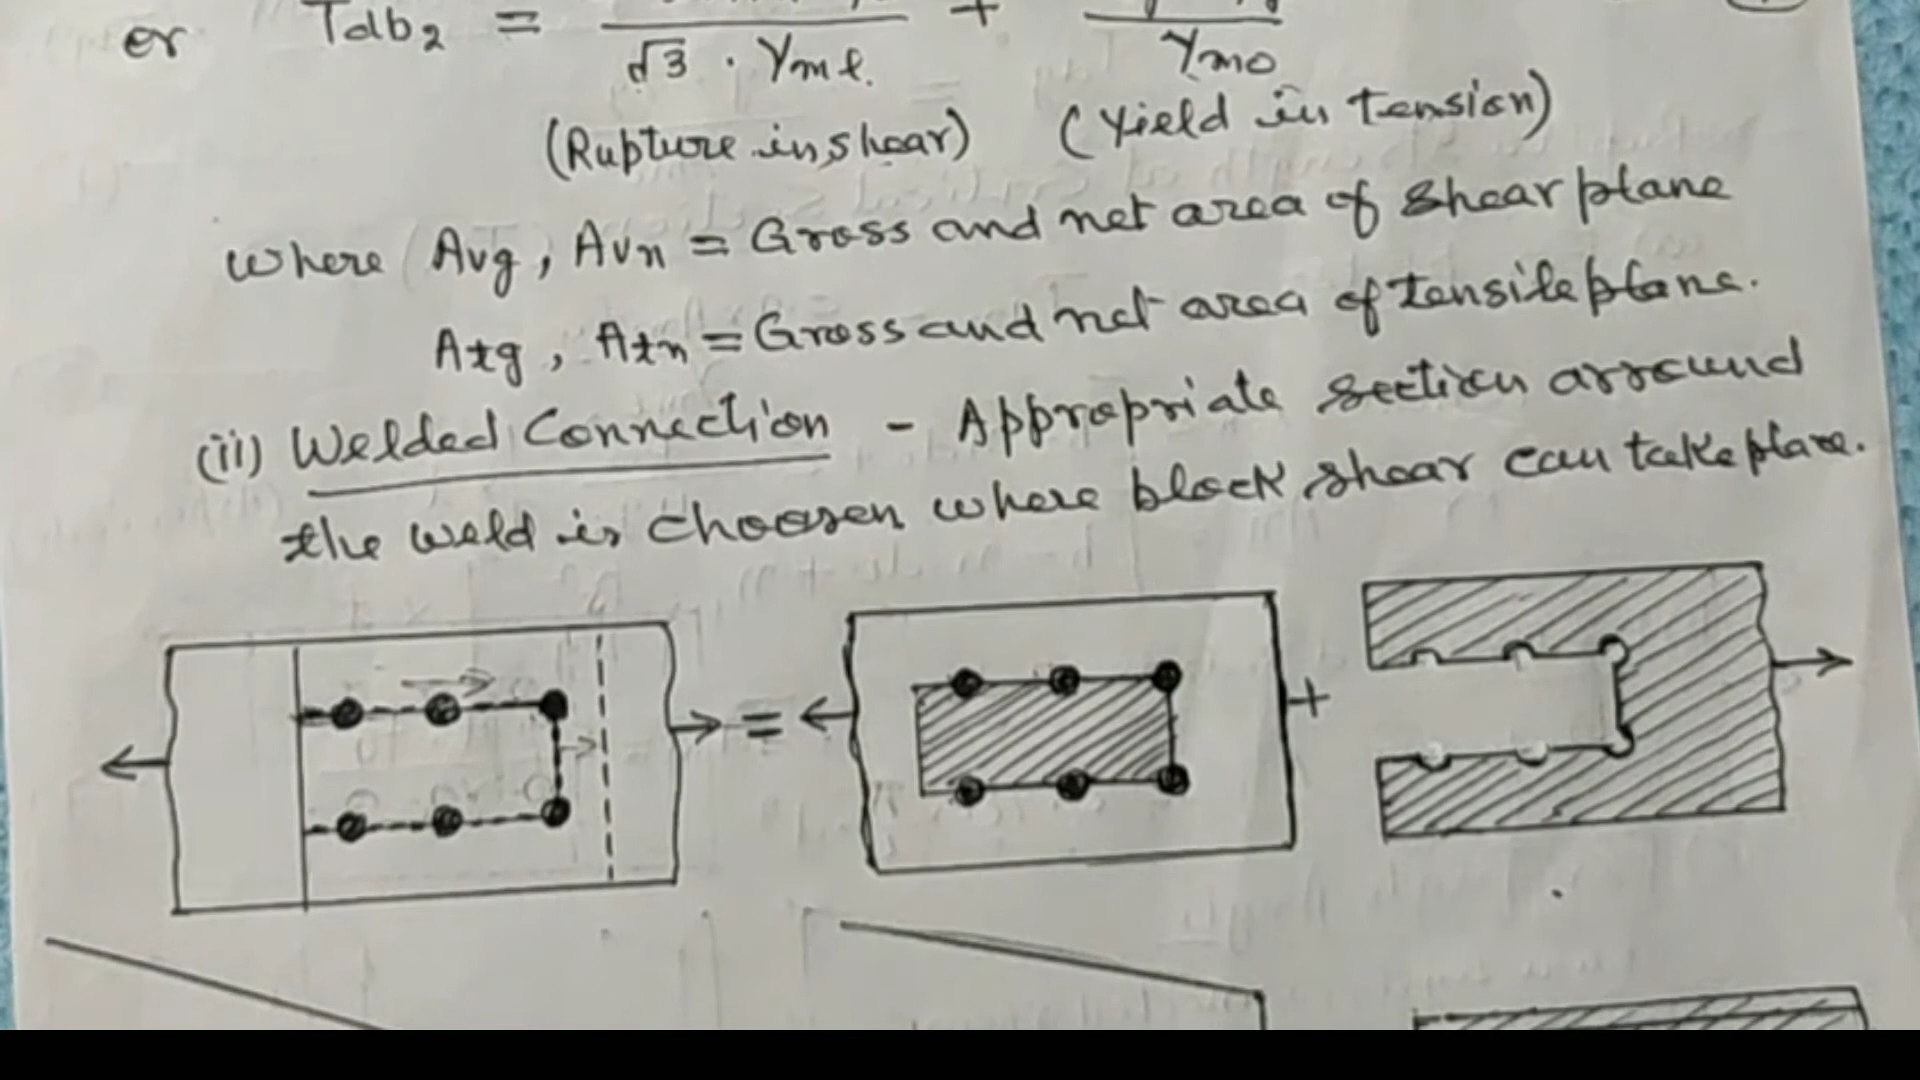 or Tdb2 = +
√3 . γml. γmo
(Rupture in shear) (Yield in tension)
where Avg, Avn = Gross and net area of shear plane
Atg, Atn = Gross and net area of tensile plane.
(ii) Welded Connection - Appropriate section arround
the weld is choosen where block shear can take place.
= +